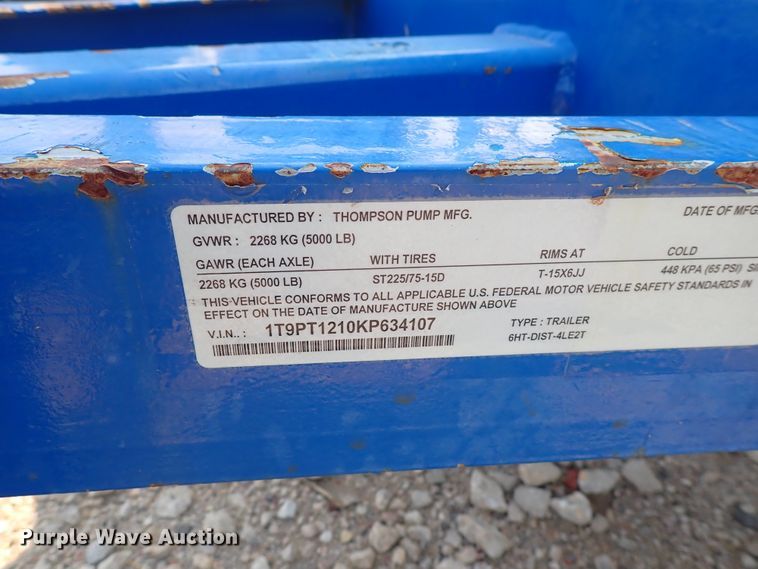 MANUFACTURED BY : THOMPSON PUMP MFG. DATE OF MFG.
GVWR : 2268 KG (5000 LB)
GAWR (EACH AXLE) WITH TIRES RIMS AT COLD
2268 KG (5000 LB) ST225/75-15D T-15X6JJ 448 KPA (65 PSI)
THIS VEHICLE CONFORMS TO ALL APPLICABLE U.S. FEDERAL MOTOR VEHICLE SAFETY STANDARDS IN
EFFECT ON THE DATE OF MANUFACTURE SHOWN ABOVE
V.I.N.. : 1T9PT1210KP634107 TYPE : TRAILER
6HT-DIST-4LE2T
Purple Wave Auction